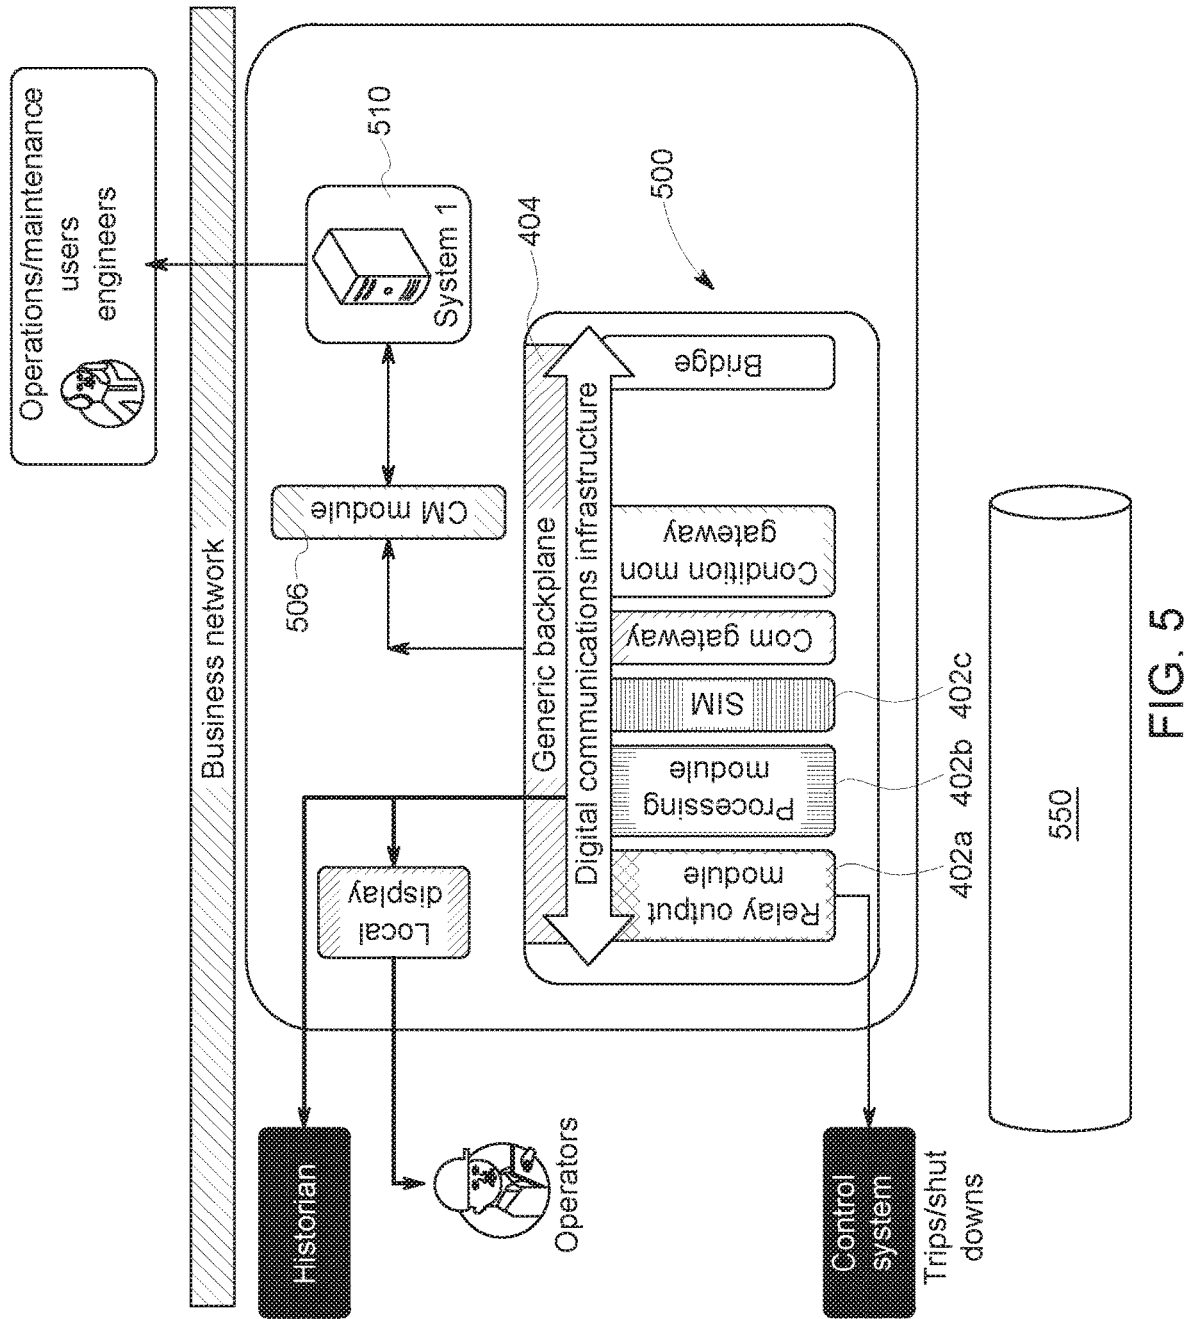 Operations/maintenance
users
engineers
Business network
510
System 1
CM module
506
500
404
Generic backplane
Digital communications infrastructure
Bridge
Condition mon
gateway
Com gateway
SIM
Processing
module
Relay output
module
402a
402b
402c
Local
display
Historian
Operators
Control
system
Trips/shut
downs
550
FIG. 5